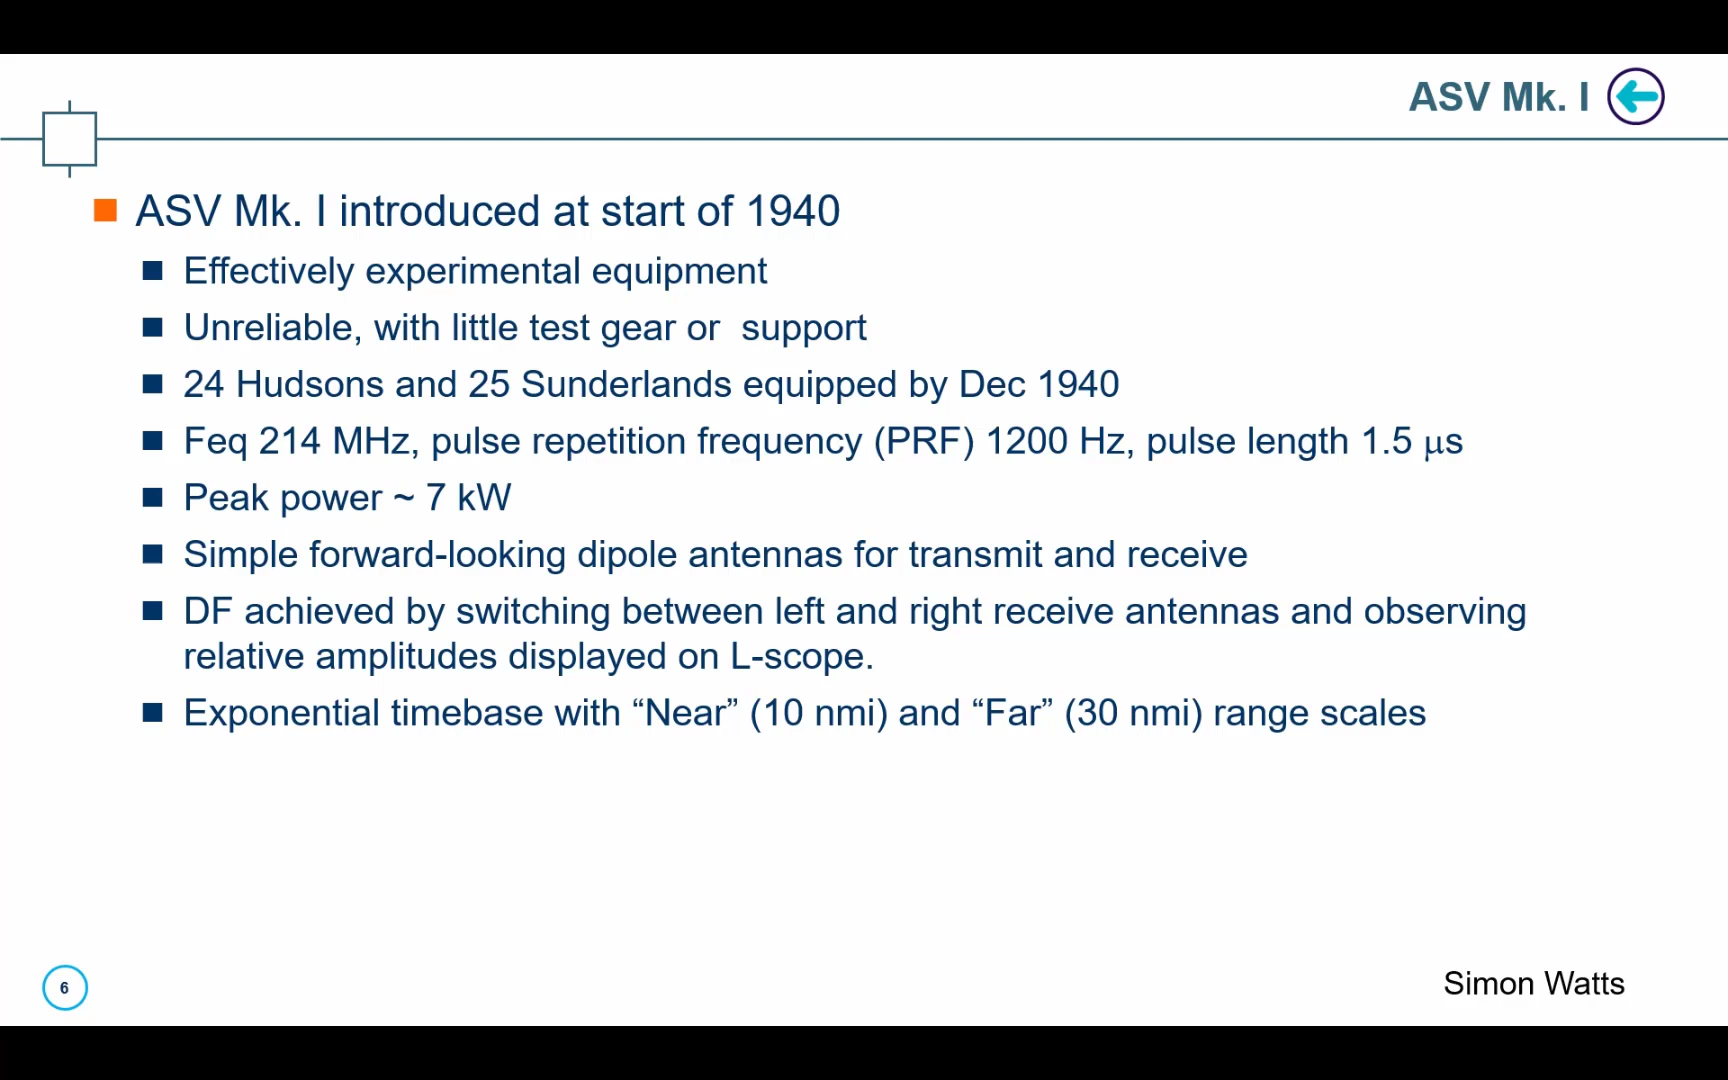 ASV Mk. I
ASV Mk. I introduced at start of 1940
Effectively experimental equipment
Unreliable, with little test gear or  support
24 Hudsons and 25 Sunderlands equipped by Dec 1940
Feq 214 MHz, pulse repetition frequency (PRF) 1200 Hz, pulse length 1.5 μs
Peak power ~ 7 kW
Simple forward-looking dipole antennas for transmit and receive
DF achieved by switching between left and right receive antennas and observing
relative amplitudes displayed on L-scope.
Exponential timebase with “Near” (10 nmi) and “Far” (30 nmi) range scales
6
Simon Watts